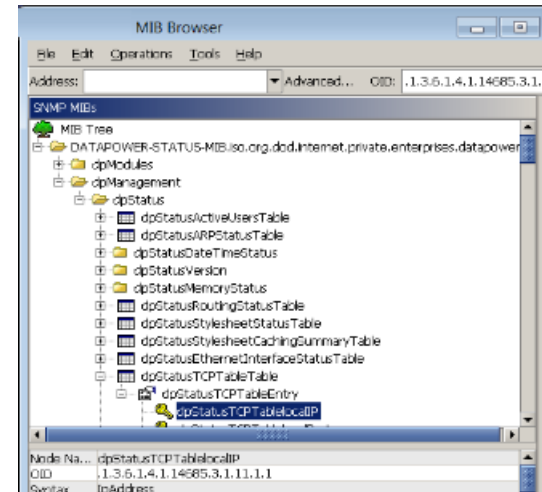 MIB Browser
File Edit Operations Tools Help
Address: Advanced... OID: .1.3.6.1.4.1.14685.3.1.
SNMP MIBs
MIB Tree
DATAPOWER-STATUS-MIB.iso.org.dod.internet.private.enterprises.datapower
dpModules
dpManagement
dpStatus
dpStatusActiveUsersTable
dpStatusARPStatusTable
dpStatusDateTimeStatus
dpStatusVersion
dpStatusMemoryStatus
dpStatusRoutingStatusTable
dpStatusStylesheetStatusTable
dpStatusStylesheetCachingSummaryTable
dpStatusEthernetInterfaceStatusTable
dpStatusTCPTableTable
dpStatusTCPTableEntry
dpStatusTCPTablelocalIP
Node Na... dpStatusTCPTablelocalIP
OID .1.3.6.1.4.1.14685.3.1.11.1.1
Syntax IpAddress